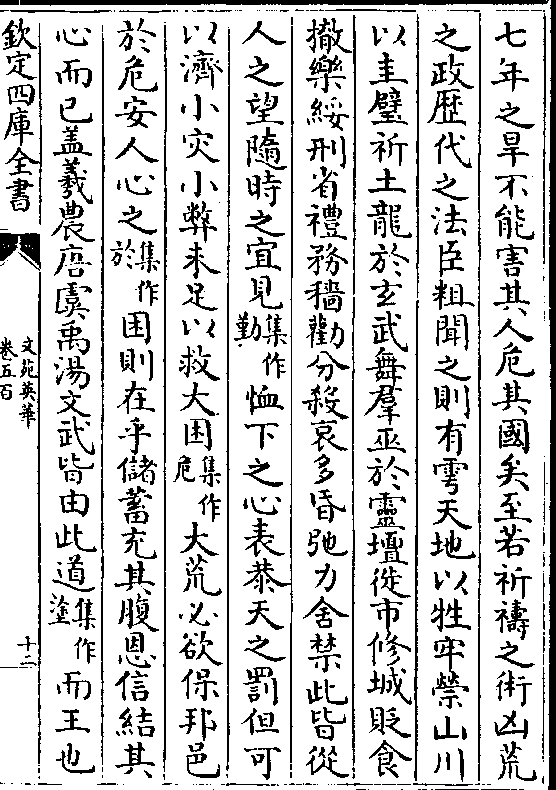 七年之旱不能害其人危其國矣至若祈禱之術凶荒
之政歴代之法臣粗聞之則有雩天地以牲牢禜山川
以圭璧祈土龍於玄武舞羣巫於靈壇徙市修城貶食
撤樂緩刑省禮務穡勸分殺哀多昏弛力舍禁此皆從
人之望隨時之宜見集作勤恤下之心表恭天之罰但可
以濟小灾小弊未足以救大困集作危大荒必欲保邦邑
於危安人心之集作於困則在乎儲蓄充其腹恩信結其
心而已盖羲農唐虞禹湯文武皆由此道集作塗而王也
欽定四庫全書
文苑英華
卷五百
十二